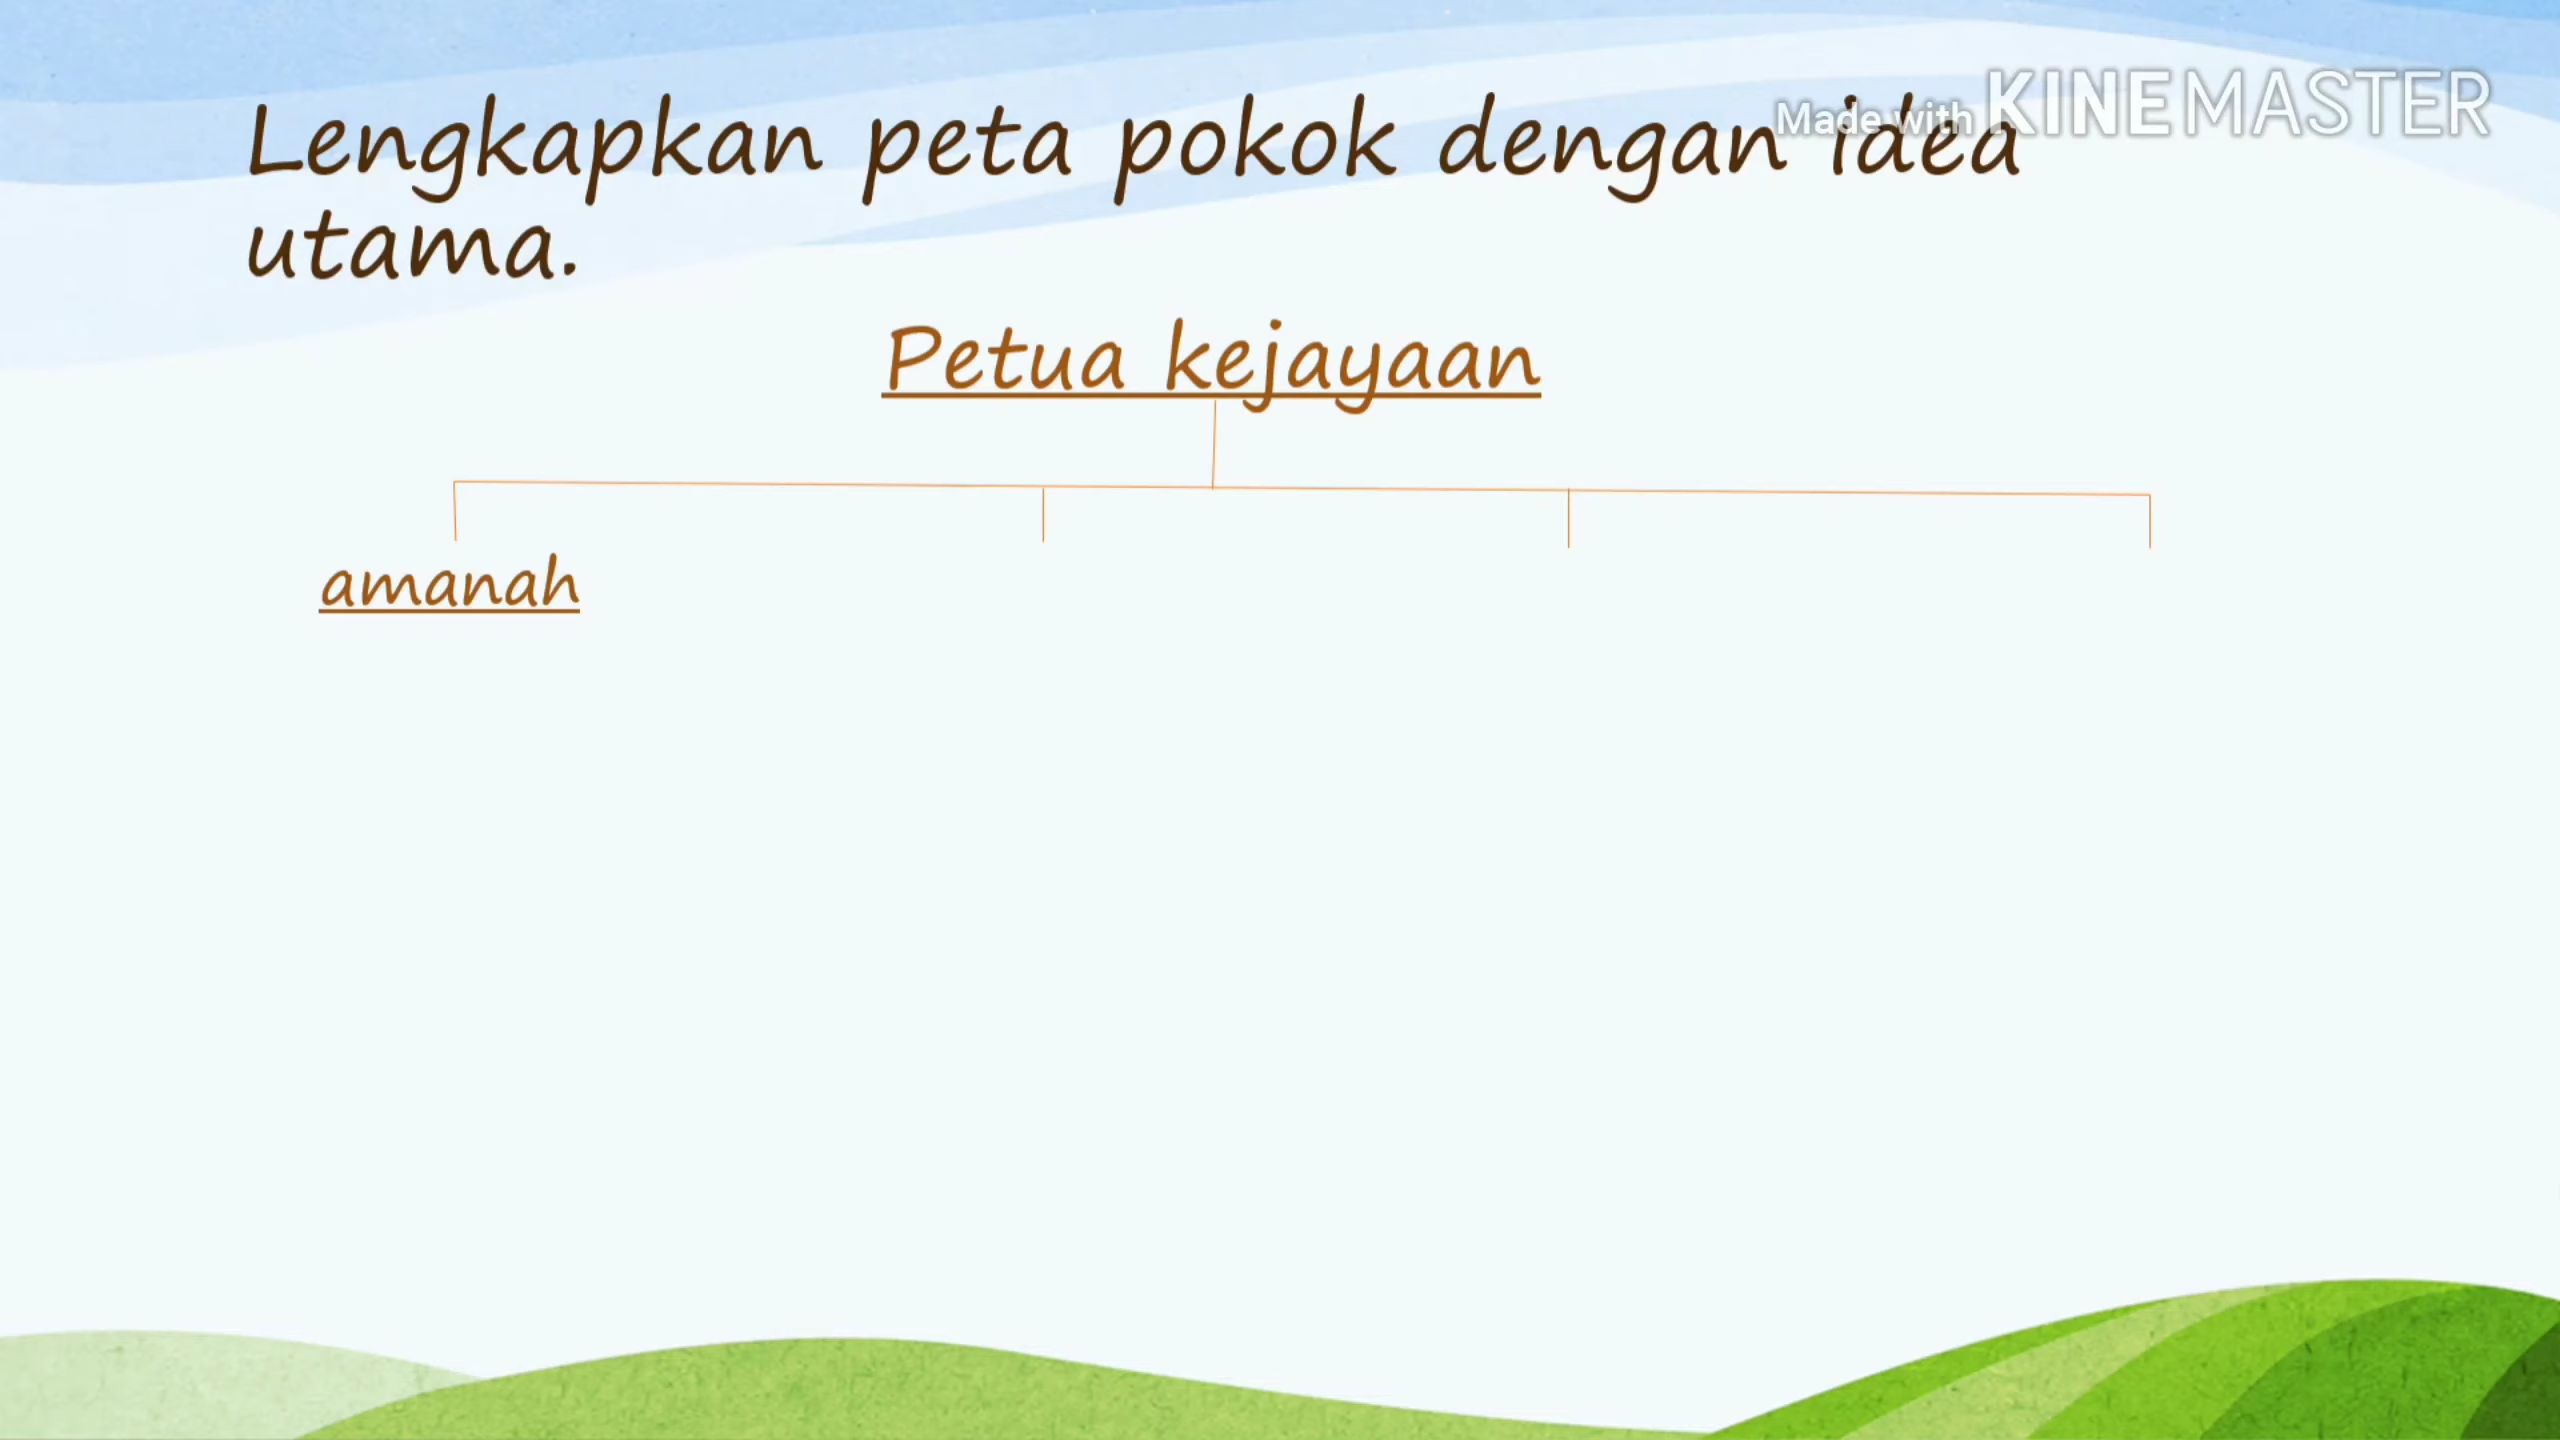 Made with KINEMASTER
Lengkapkan peta pokok dengan idea
utama.
Petua kejayaan
amanah